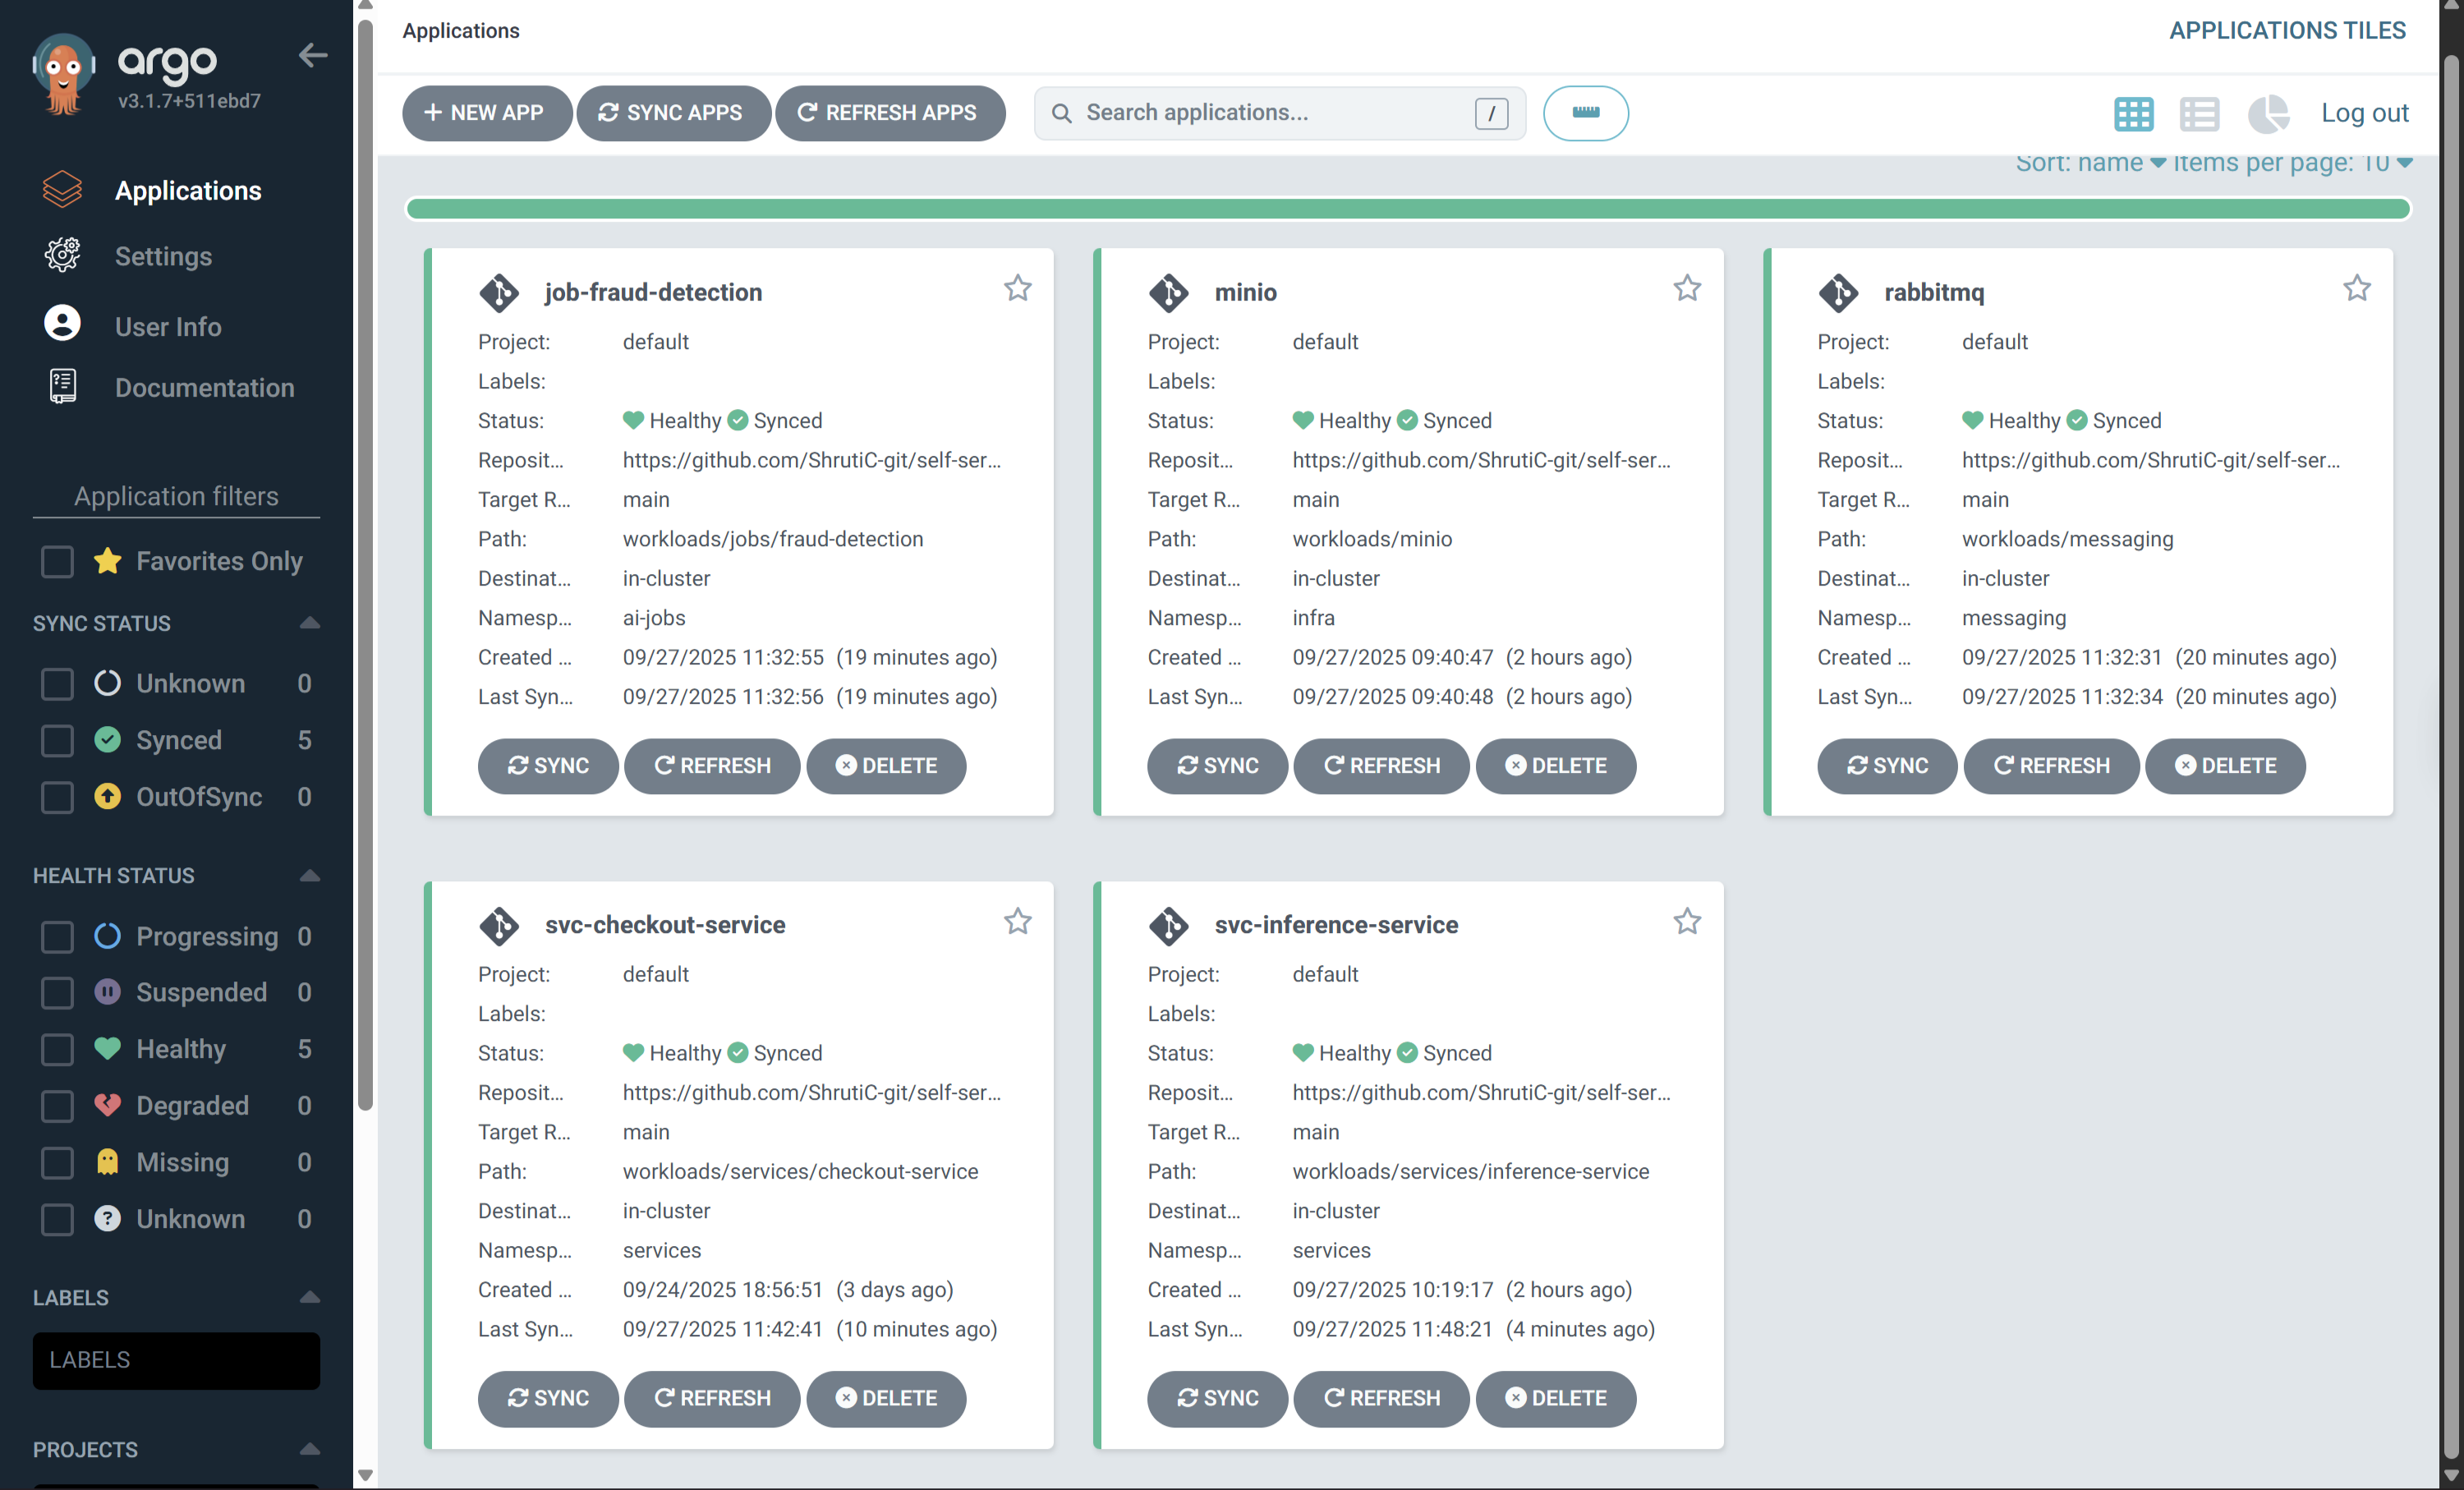 argo
v3.1.7+511ebd7
Applications
Settings
User Info
Documentation
Application filters
Favorites Only
SYNC STATUS
Unknown 0
Synced 5
OutOfSync 0
HEALTH STATUS
Progressing 0
Suspended 0
Healthy 5
Degraded 0
Missing 0
Unknown 0
LABELS
LABELS
PROJECTS
Applications
APPLICATIONS TILES
NEW APP SYNC APPS REFRESH APPS Search applications... / Log out
Sort: name Items per page: 10
job-fraud-detection
Project: default
Labels:
Status: Healthy Synced
Reposit... https://github.com/ShrutiC-git/self-ser...
Target R... main
Path: workloads/jobs/fraud-detection
Destinat... in-cluster
Namesp... ai-jobs
Created ... 09/27/2025 11:32:55 (19 minutes ago)
Last Syn... 09/27/2025 11:32:56 (19 minutes ago)
SYNC REFRESH DELETE
minio
Project: default
Labels:
Status: Healthy Synced
Reposit... https://github.com/ShrutiC-git/self-ser...
Target R... main
Path: workloads/minio
Destinat... in-cluster
Namesp... infra
Created ... 09/27/2025 09:40:47 (2 hours ago)
Last Syn... 09/27/2025 09:40:48 (2 hours ago)
SYNC REFRESH DELETE
rabbitmq
Project: default
Labels:
Status: Healthy Synced
Reposit... https://github.com/ShrutiC-git/self-ser...
Target R... main
Path: workloads/messaging
Destinat... in-cluster
Namesp... messaging
Created ... 09/27/2025 11:32:31 (20 minutes ago)
Last Syn... 09/27/2025 11:32:34 (20 minutes ago)
SYNC REFRESH DELETE
svc-checkout-service
Project: default
Labels:
Status: Healthy Synced
Reposit... https://github.com/ShrutiC-git/self-ser...
Target R... main
Path: workloads/services/checkout-service
Destinat... in-cluster
Namesp... services
Created ... 09/24/2025 18:56:51 (3 days ago)
Last Syn... 09/27/2025 11:42:41 (10 minutes ago)
SYNC REFRESH DELETE
svc-inference-service
Project: default
Labels:
Status: Healthy Synced
Reposit... https://github.com/ShrutiC-git/self-ser...
Target R... main
Path: workloads/services/inference-service
Destinat... in-cluster
Namesp... services
Created ... 09/27/2025 10:19:17 (2 hours ago)
Last Syn... 09/27/2025 11:48:21 (4 minutes ago)
SYNC REFRESH DELETE